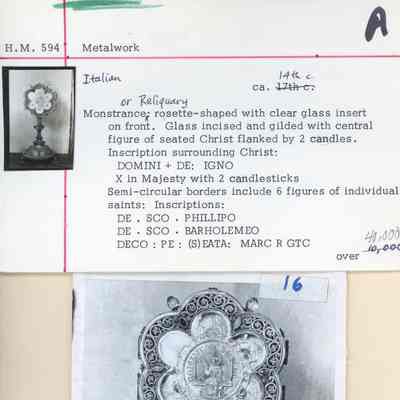 A
H.M. 594 Metalwork
Italian 14th c.
ca. 17th c.
or Reliquary
Monstrance, rosette-shaped with clear glass insert
on front. Glass incised and gilded with central
figure of seated Christ flanked by 2 candles.
Inscription surrounding Christ:
DOMINI + DE: IGNO
X in Majesty with 2 candlesticks
Semi-circular borders include 6 figures of individual
saints: Inscriptions:
DE . SCO . PHILLIPO
DE . SCO . BARHOLEMEO
DECO : PE : (S)EATA: MARC R GTC
40,000
over 10,000
16